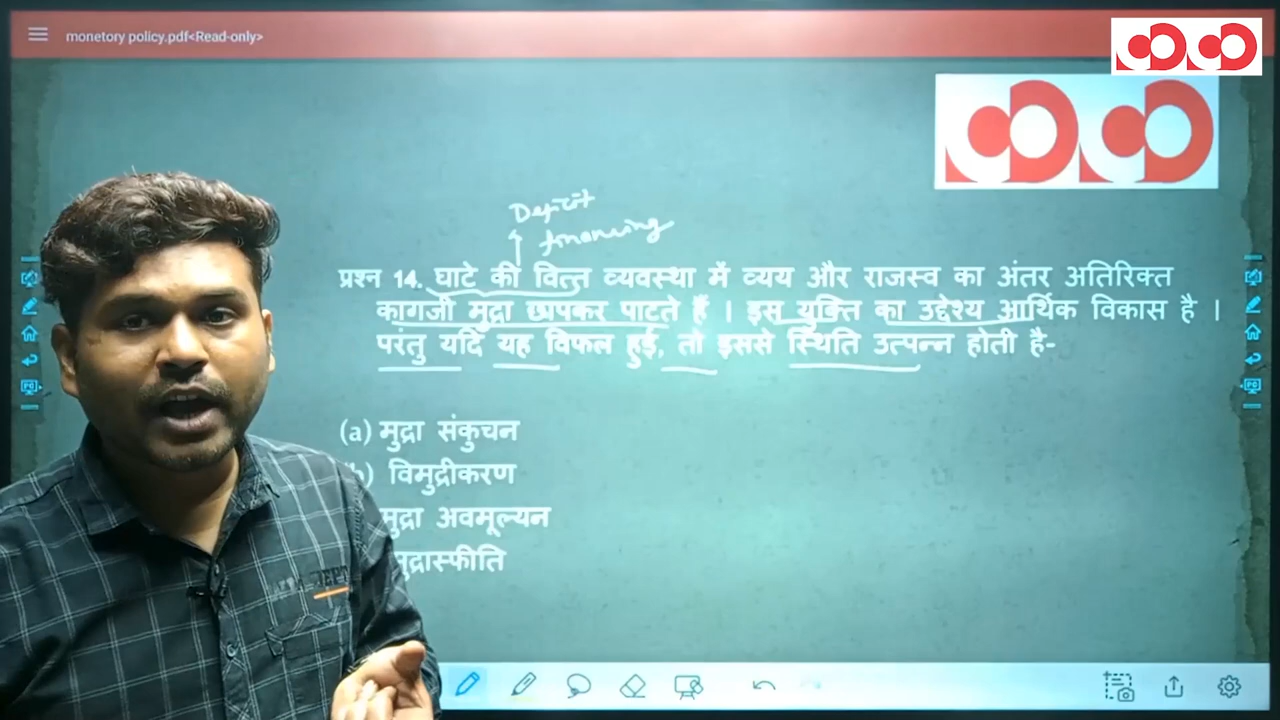 monetory policy.pdf<Read-only>
Deficit
financing
प्रश्न 14. घाटे की वित्त व्यवस्था में व्यय और राजस्व का अंतर अतिरिक्त
कागजी मुद्रा छापकर पाटते हैं । इस युक्ति का उद्देश्य आर्थिक विकास है ।
परंतु यदि यह विफल हुई, तो इससे स्थिति उत्पन्न होती है-
(a) मुद्रा संकुचन
b) विमुद्रीकरण
मुद्रा अवमूल्यन
मुद्रास्फीति